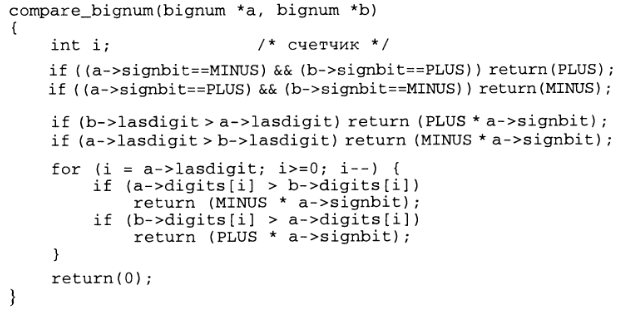 compare_bignum(bignum *a, bignum *b)
{
int i; /* счетчик */
if ((a->signbit==MINUS) && (b->signbit==PLUS)) return(PLUS);
if ((a->signbit==PLUS) && (b->signbit==MINUS)) return(MINUS);
if (b->lasdigit > a->lasdigit) return (PLUS * a->signbit);
if (a->lasdigit > b->lasdigit) return (MINUS * a->signbit);
for (i = a->lasdigit; i>=0; i--) {
if (a->digits[i] > b->digits[i])
return (MINUS * a->signbit);
if (b->digits[i] > a->digits[i])
return (PLUS * a->signbit);
}
return(0);
}